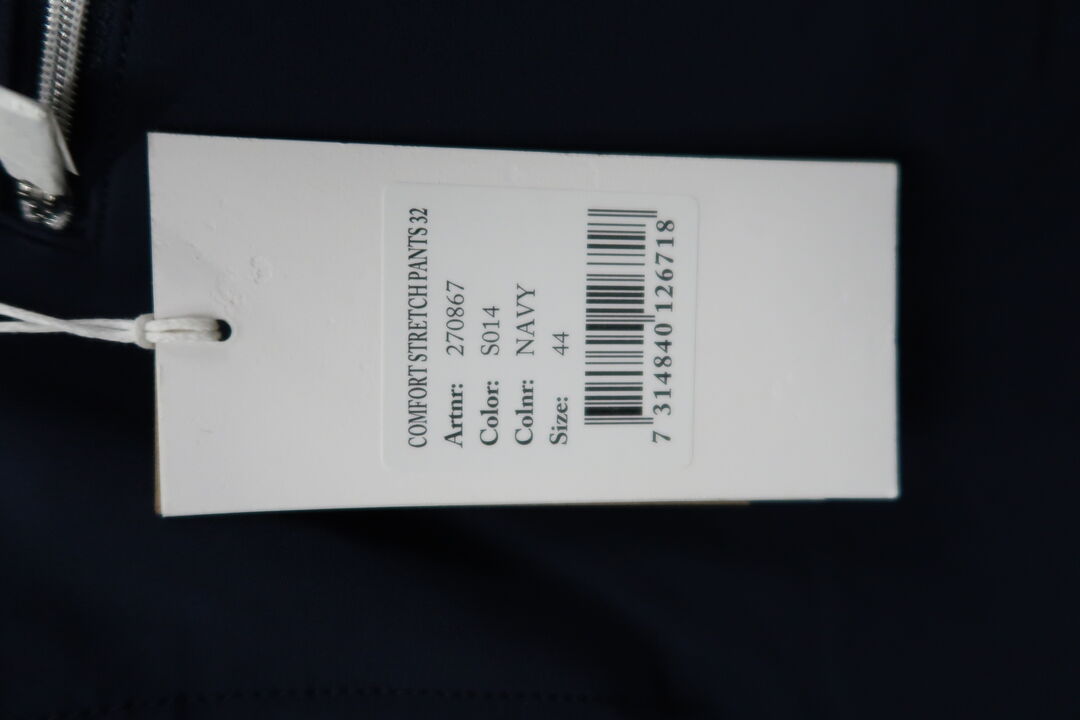 COMFORT STRETCH PANTS 32
Artnr: 270867
Color: S014
Colnr: NAVY
Size: 44
7 314840 126718